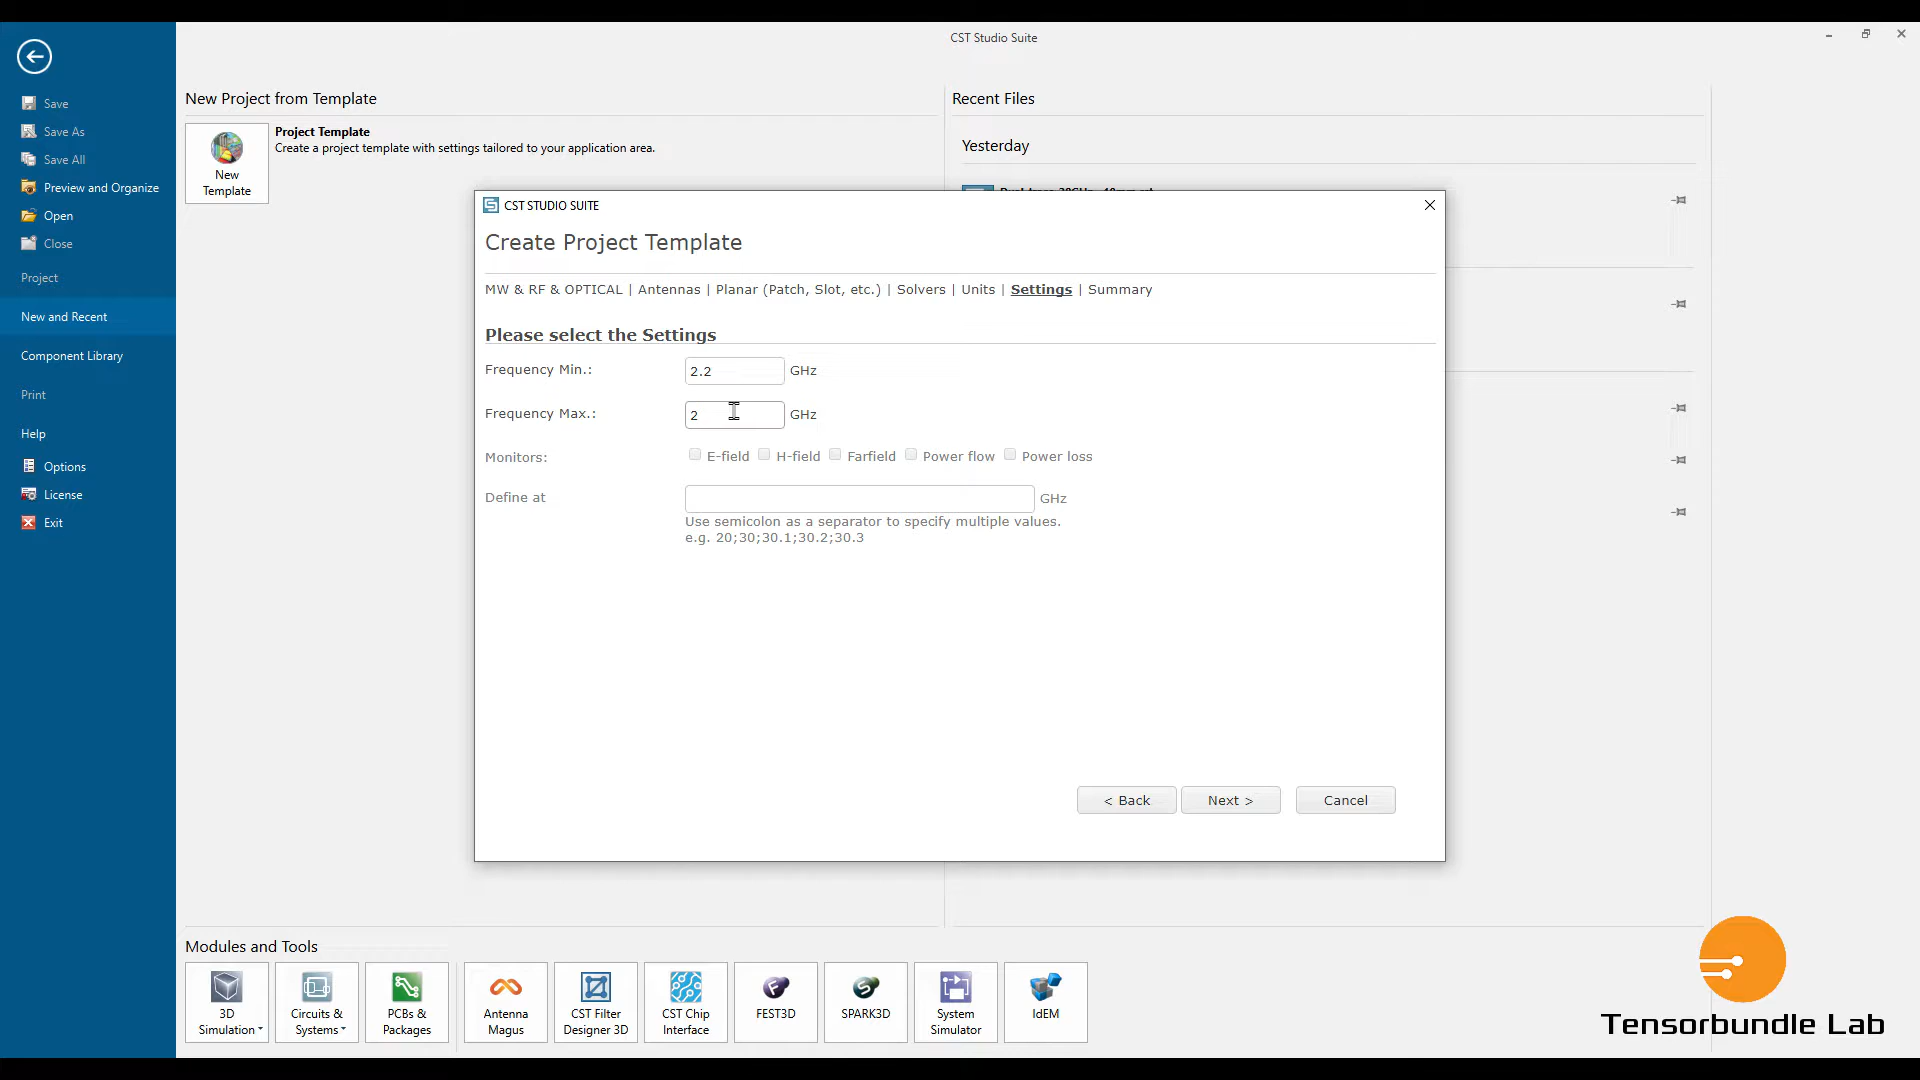 CST Studio Suite
Save
Save As
Save All
Preview and Organize
Open
Close
Project
New and Recent
Component Library
Print
Help
Options
License
Exit
New Project from Template
New
Template
Project Template
Create a project template with settings tailored to your application area.
Recent Files
Yesterday
CST STUDIO SUITE
Create Project Template
MW & RF & OPTICAL | Antennas | Planar (Patch, Slot, etc.) | Solvers | Units | Settings | Summary
Please select the Settings
Frequency Min.: 2.2 GHz
Frequency Max.: 2 GHz
Monitors: E-field H-field Farfield Power flow Power loss
Define at GHz
Use semicolon as a separator to specify multiple values.
e.g. 20;30;30.1;30.2;30.3
< Back Next > Cancel
Modules and Tools
3D
Simulation
Circuits &
Systems
PCBs &
Packages
Antenna
Magus
CST Filter
Designer 3D
CST Chip
Interface
FEST3D
SPARK3D
System
Simulator
IdEM
Tensorbundle Lab